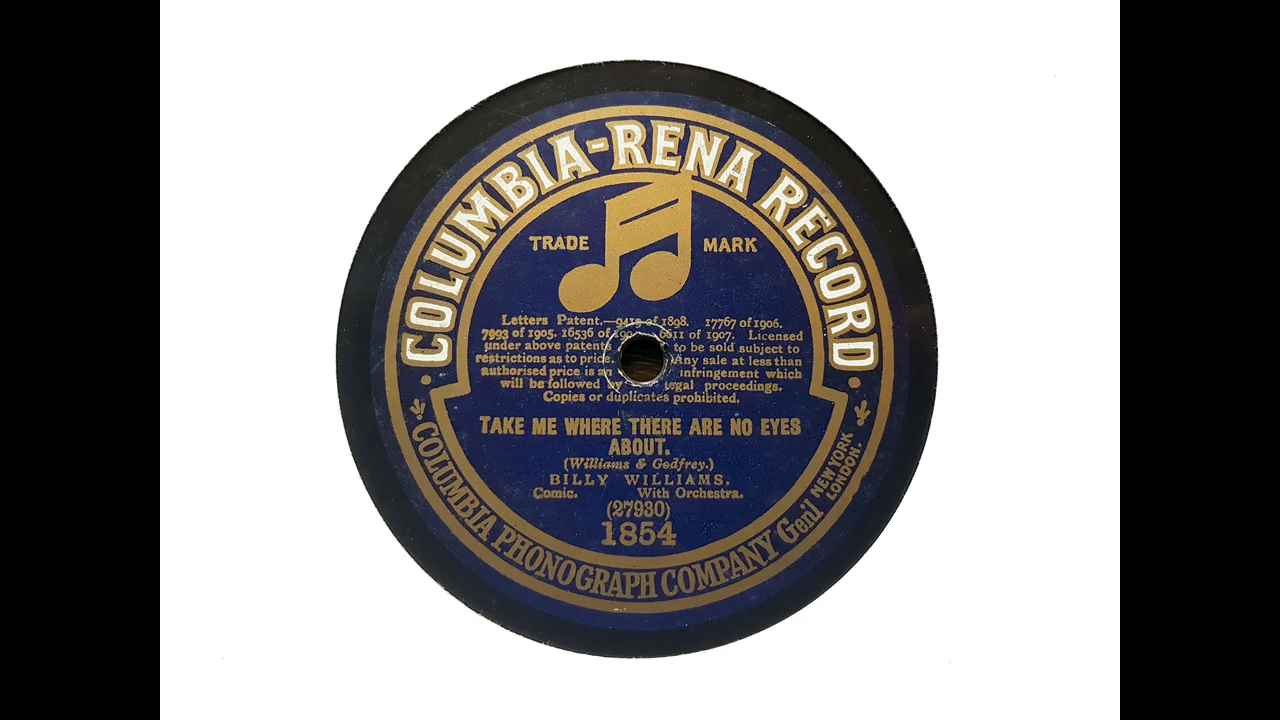 COLUMBIA-RENA RECORD
TRADE MARK
Letters Patent.—9419 of 1898. 17767 of 1906.
7093 of 1905. 16536 of 6611 of 1907. Licensed
under above patents to be sold subject to
restrictions as to price. Any sale at less than
authorised price is an infringement which
will be followed by legal proceedings.
Copies or duplicates prohibited.
TAKE ME WHERE THERE ARE NO EYES
ABOUT.
(Williams & Godfrey.)
BILLY WILLIAMS.
Comic. With Orchestra.
(27930)
1854
COLUMBIA PHONOGRAPH COMPANY Gen'l
NEW YORK
LONDON.